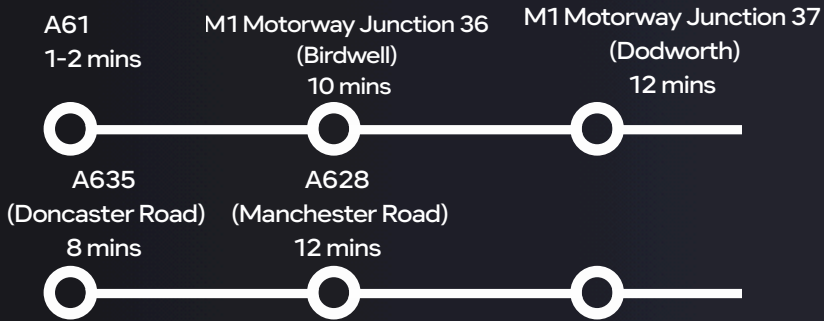 A61
1-2 mins
M1 Motorway Junction 36
(Birdwell)
10 mins
M1 Motorway Junction 37
(Dodworth)
12 mins
A635
(Doncaster Road)
8 mins
A628
(Manchester Road)
12 mins